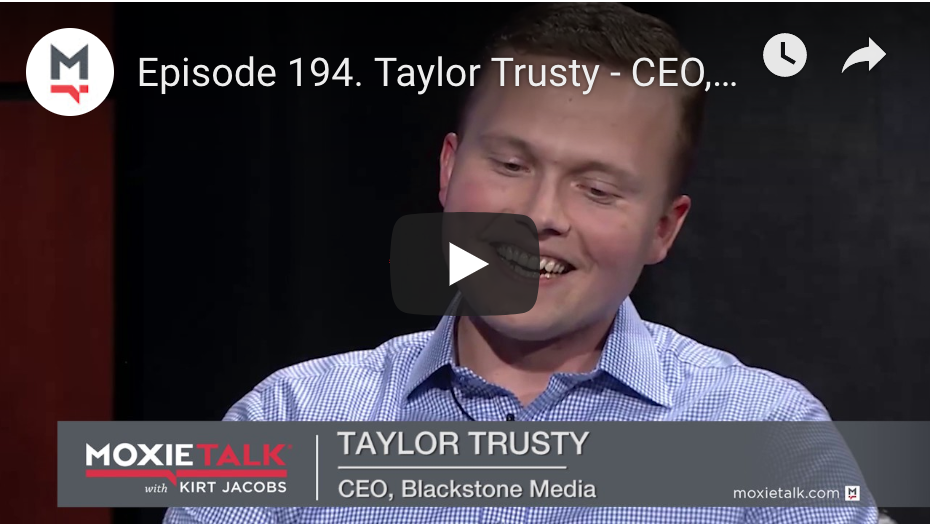 M
Episode 194. Taylor Trusty - CEO,...
MOXIETALK®
with KIRT JACOBS
TAYLOR TRUSTY
CEO, Blackstone Media
moxietalk.com M